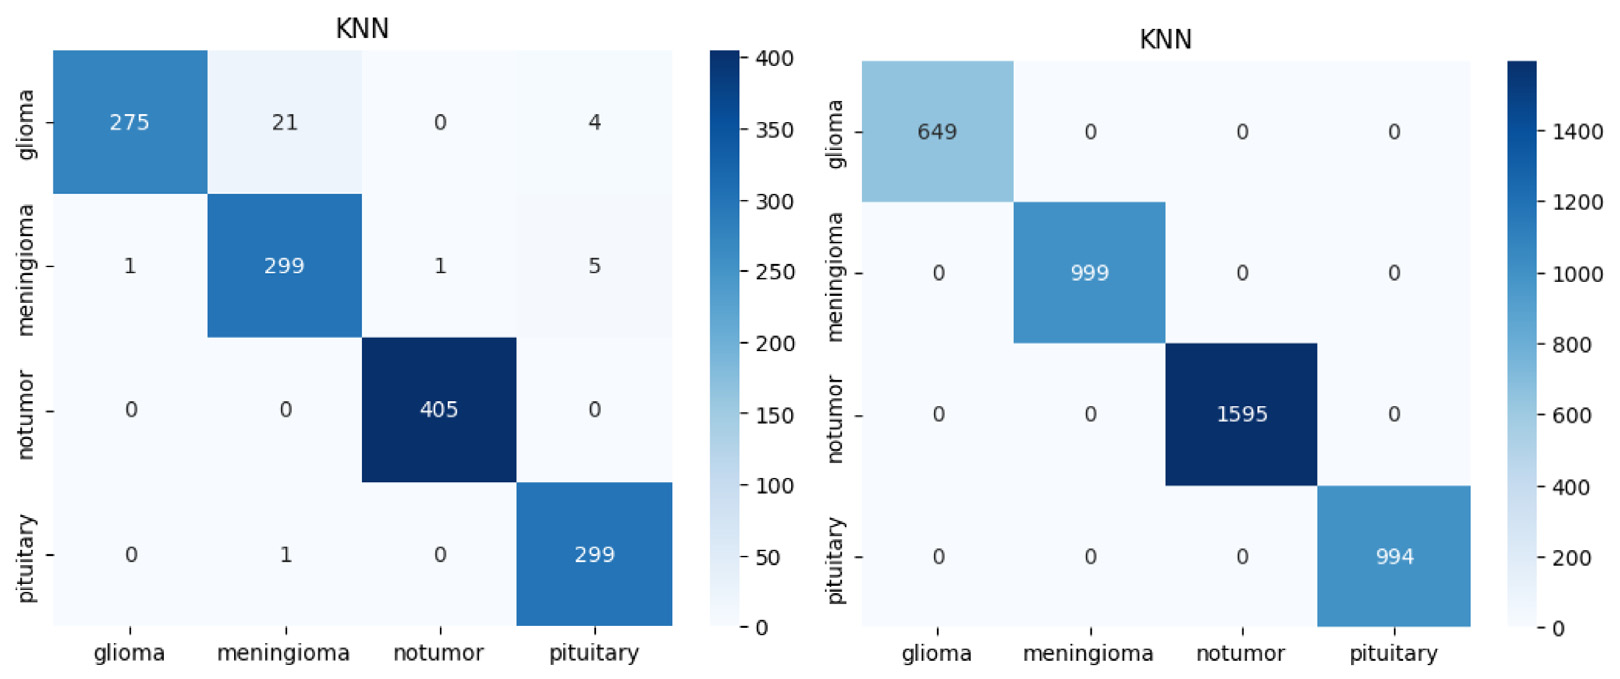 KNN
glioma 275 21 0 4
meningioma 1 299 1 5
notumor 0 0 405 0
pituitary 0 1 0 299
glioma meningioma notumor pituitary
400
350
300
250
200
150
100
50
0
KNN
glioma 649 0 0 0
meningioma 0 999 0 0
notumor 0 0 1595 0
pituitary 0 0 0 994
glioma meningioma notumor pituitary
1400
1200
1000
800
600
400
200
0